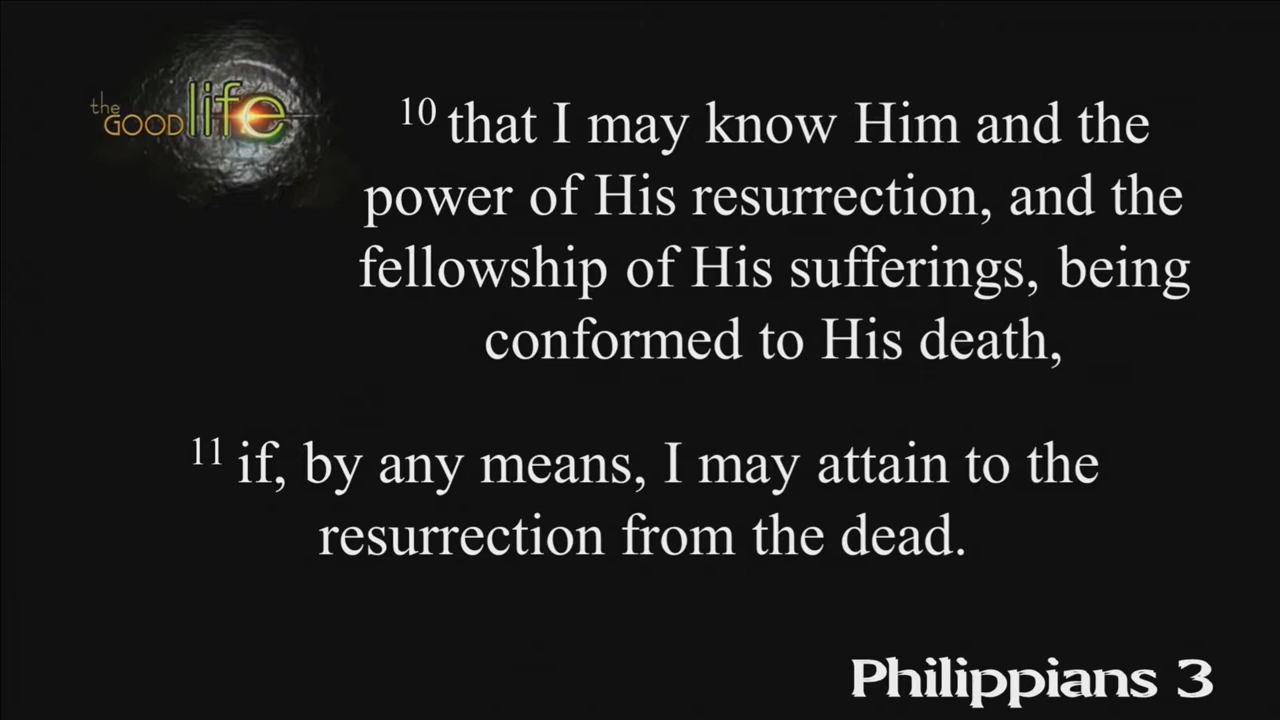 the
GOOD life
10 that I may know Him and the
power of His resurrection, and the
fellowship of His sufferings, being
conformed to His death,
11 if, by any means, I may attain to the
resurrection from the dead.
Philippians 3